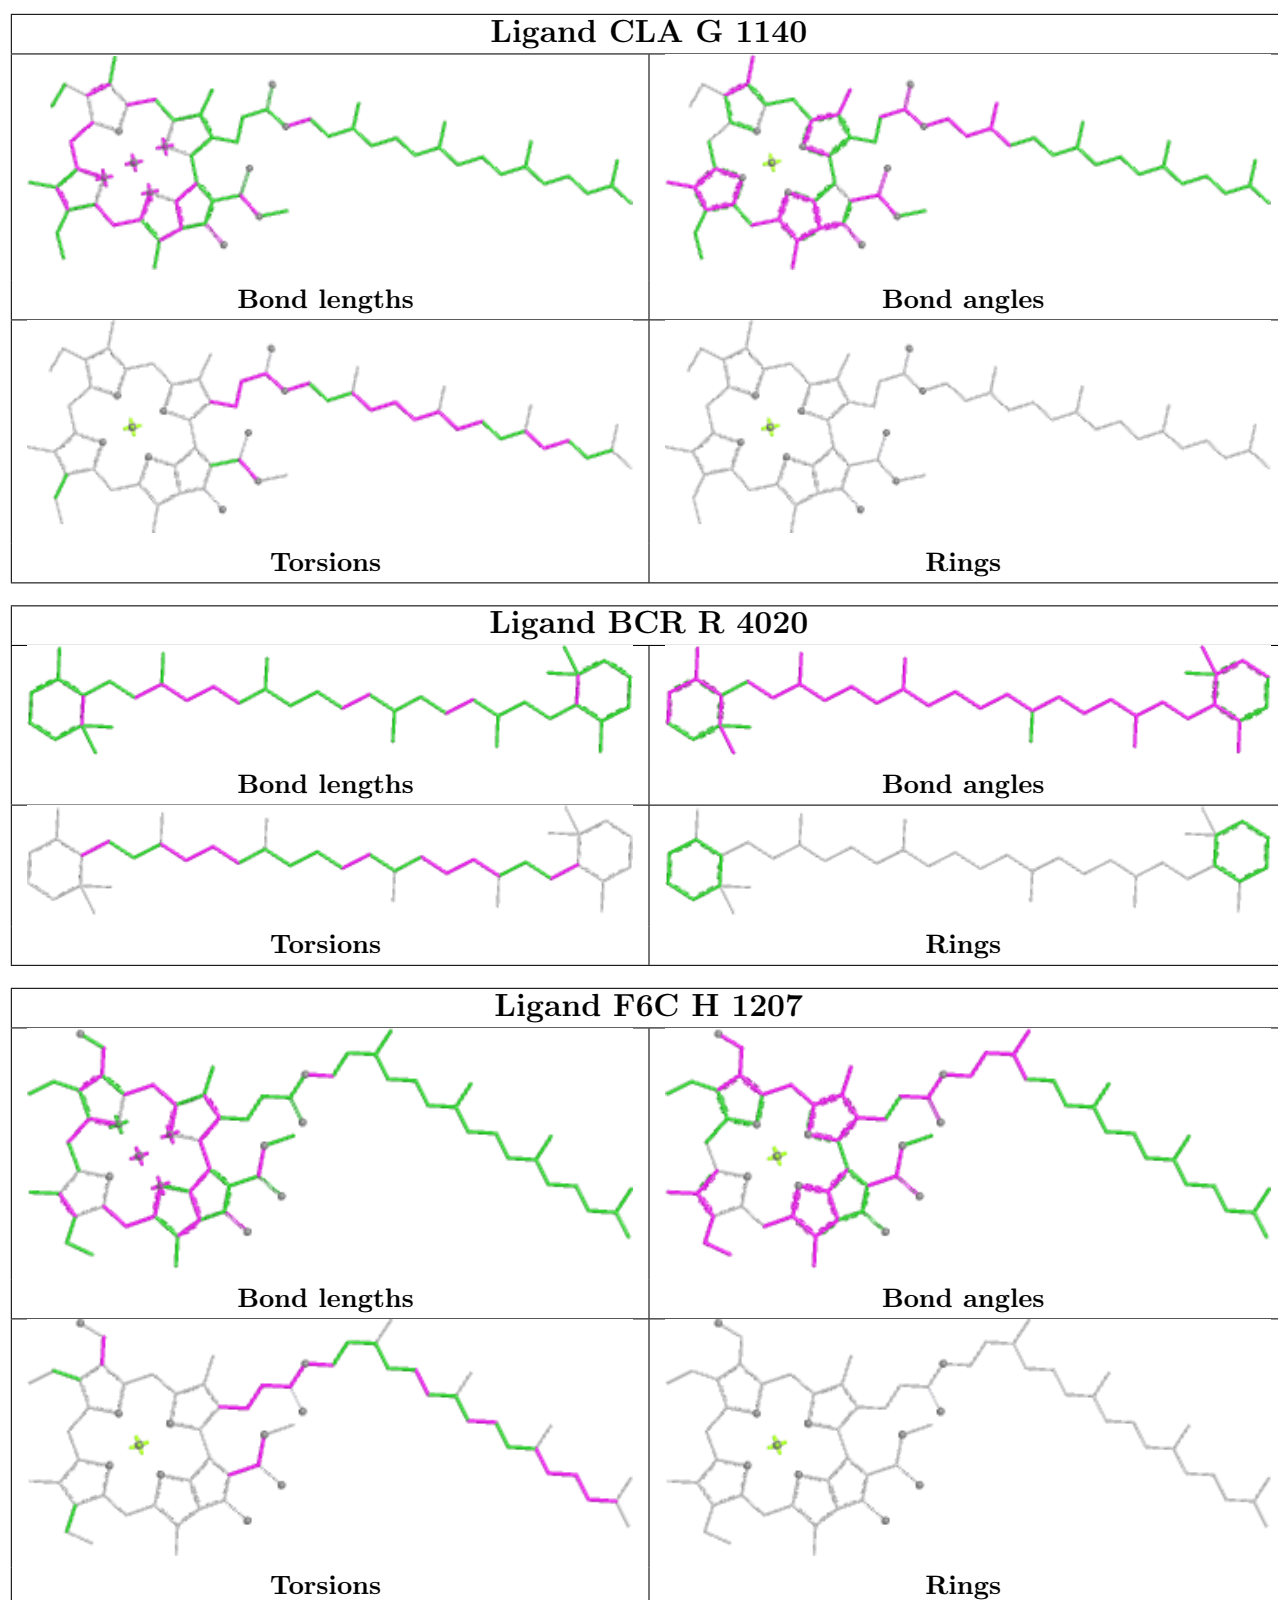 Ligand CLA G 1140
Bond lengths
Bond angles
Torsions
Rings
Ligand BCR R 4020
Bond lengths
Bond angles
Torsions
Rings
Ligand F6C H 1207
Bond lengths
Bond angles
Torsions
Rings